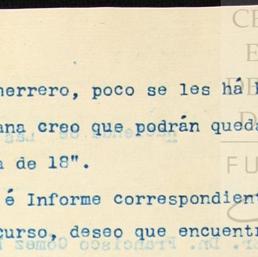 herrero, poco se les há
ana creo que podrán queda
de 18".
é Informe correspondient
curso, deseo que encuentr